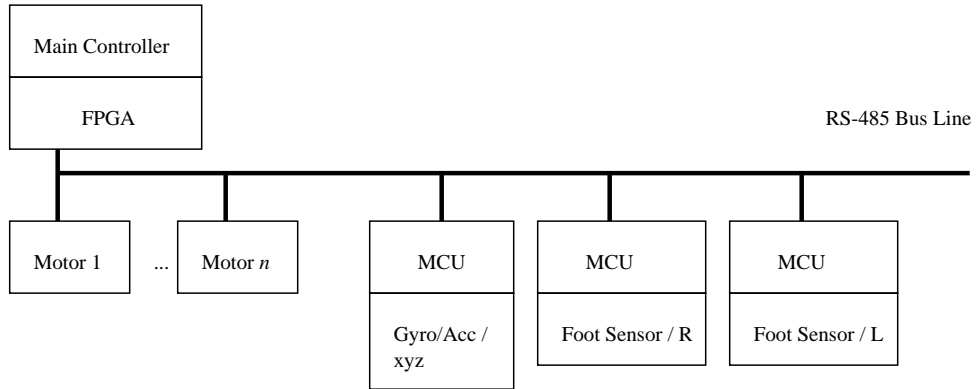 Main Controller
FPGA
RS-485 Bus Line
Motor 1
...
Motor n
MCU
MCU
MCU
Gyro/Acc /
xyz
Foot Sensor / R
Foot Sensor / L